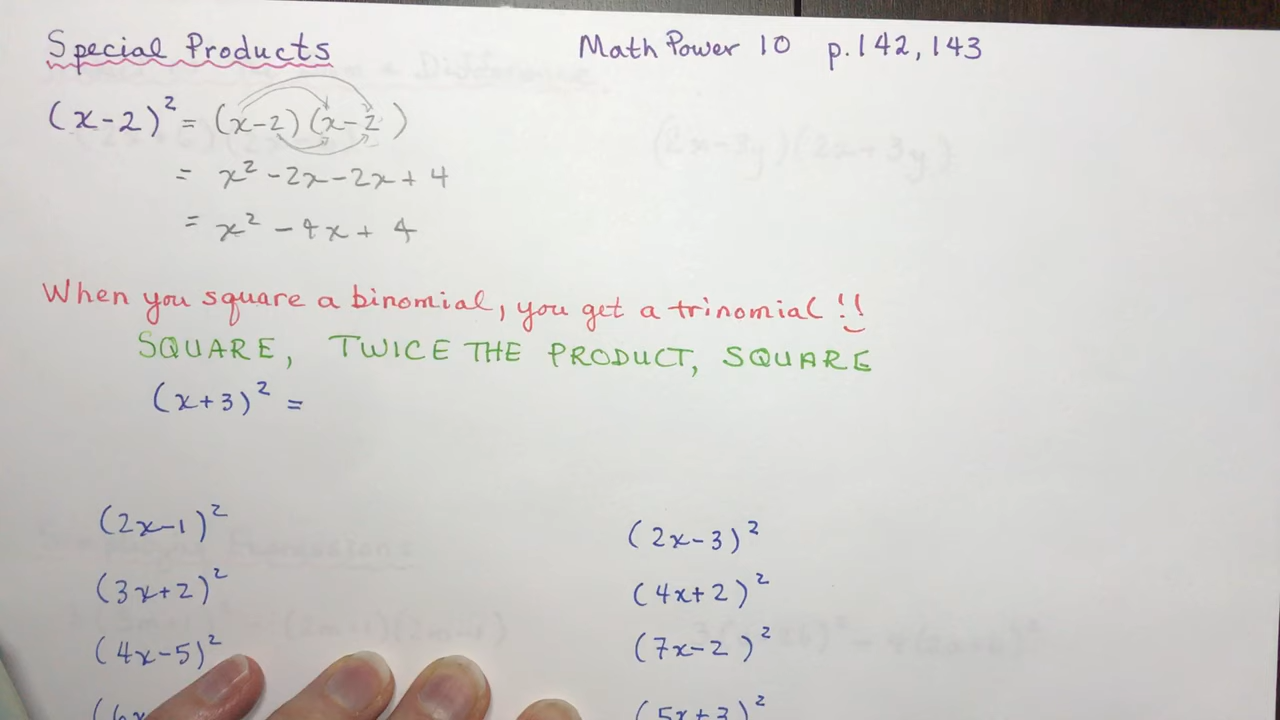 Special Products
Math Power 10 p.142, 143
(x-2)² = (x-2)(x-2)
= x² -2x-2x+4
= x² -4x+4
When you square a binomial, you get a trinomial!!
SQUARE, TWICE THE PRODUCT, SQUARE
(x+3)² =
(2x-1)²
(2x-3)²
(3x+2)²
(4x+2)²
(4x-5)²
(7x-2)²
(6x
(5x+3)²